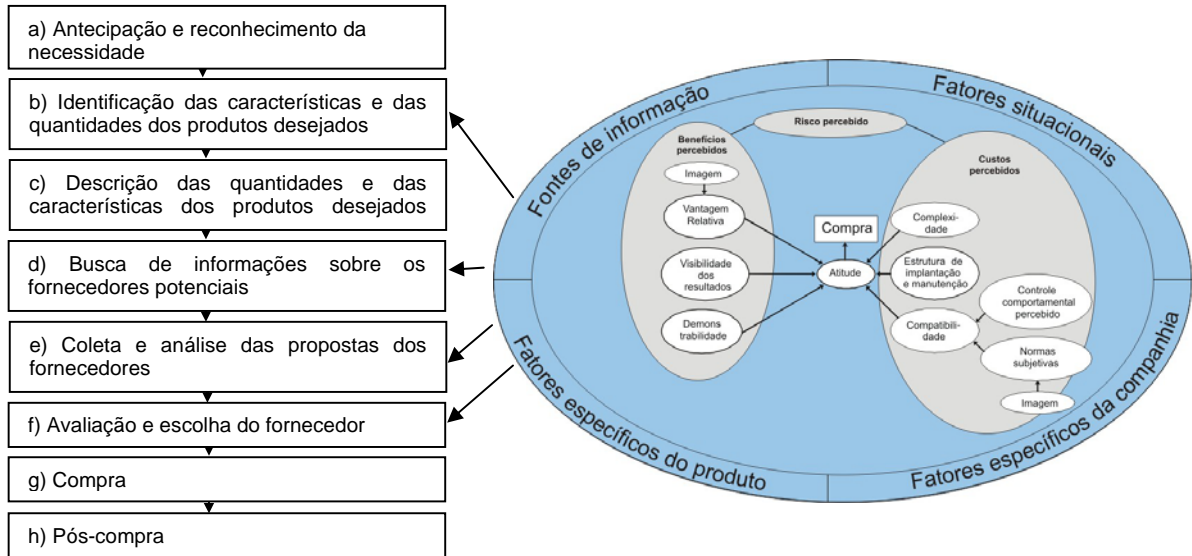 a) Antecipação e reconhecimento da
necessidade
b) Identificação das características e das
quantidades dos produtos desejados
c) Descrição das quantidades e das
características dos produtos desejados
d) Busca de informações sobre os
fornecedores potenciais
e) Coleta e análise das propostas dos
fornecedores
f) Avaliação e escolha do fornecedor
g) Compra
h) Pós-compra
Fontes de informação
Fatores situacionais
Risco percebido
Benefícios
percebidos
Imagem
Vantagem
Relativa
Visibilidade
dos
resultados
Demons
trabilidade
Compra
Atitude
Custos
percebidos
Complexi-
dade
Estrutura de
implantação
e manutenção
Controle
comportamental
percebido
Compatibili-
dade
Normas
subjetivas
Imagem
Fatores específicos do produto
Fatores específicos da companhia